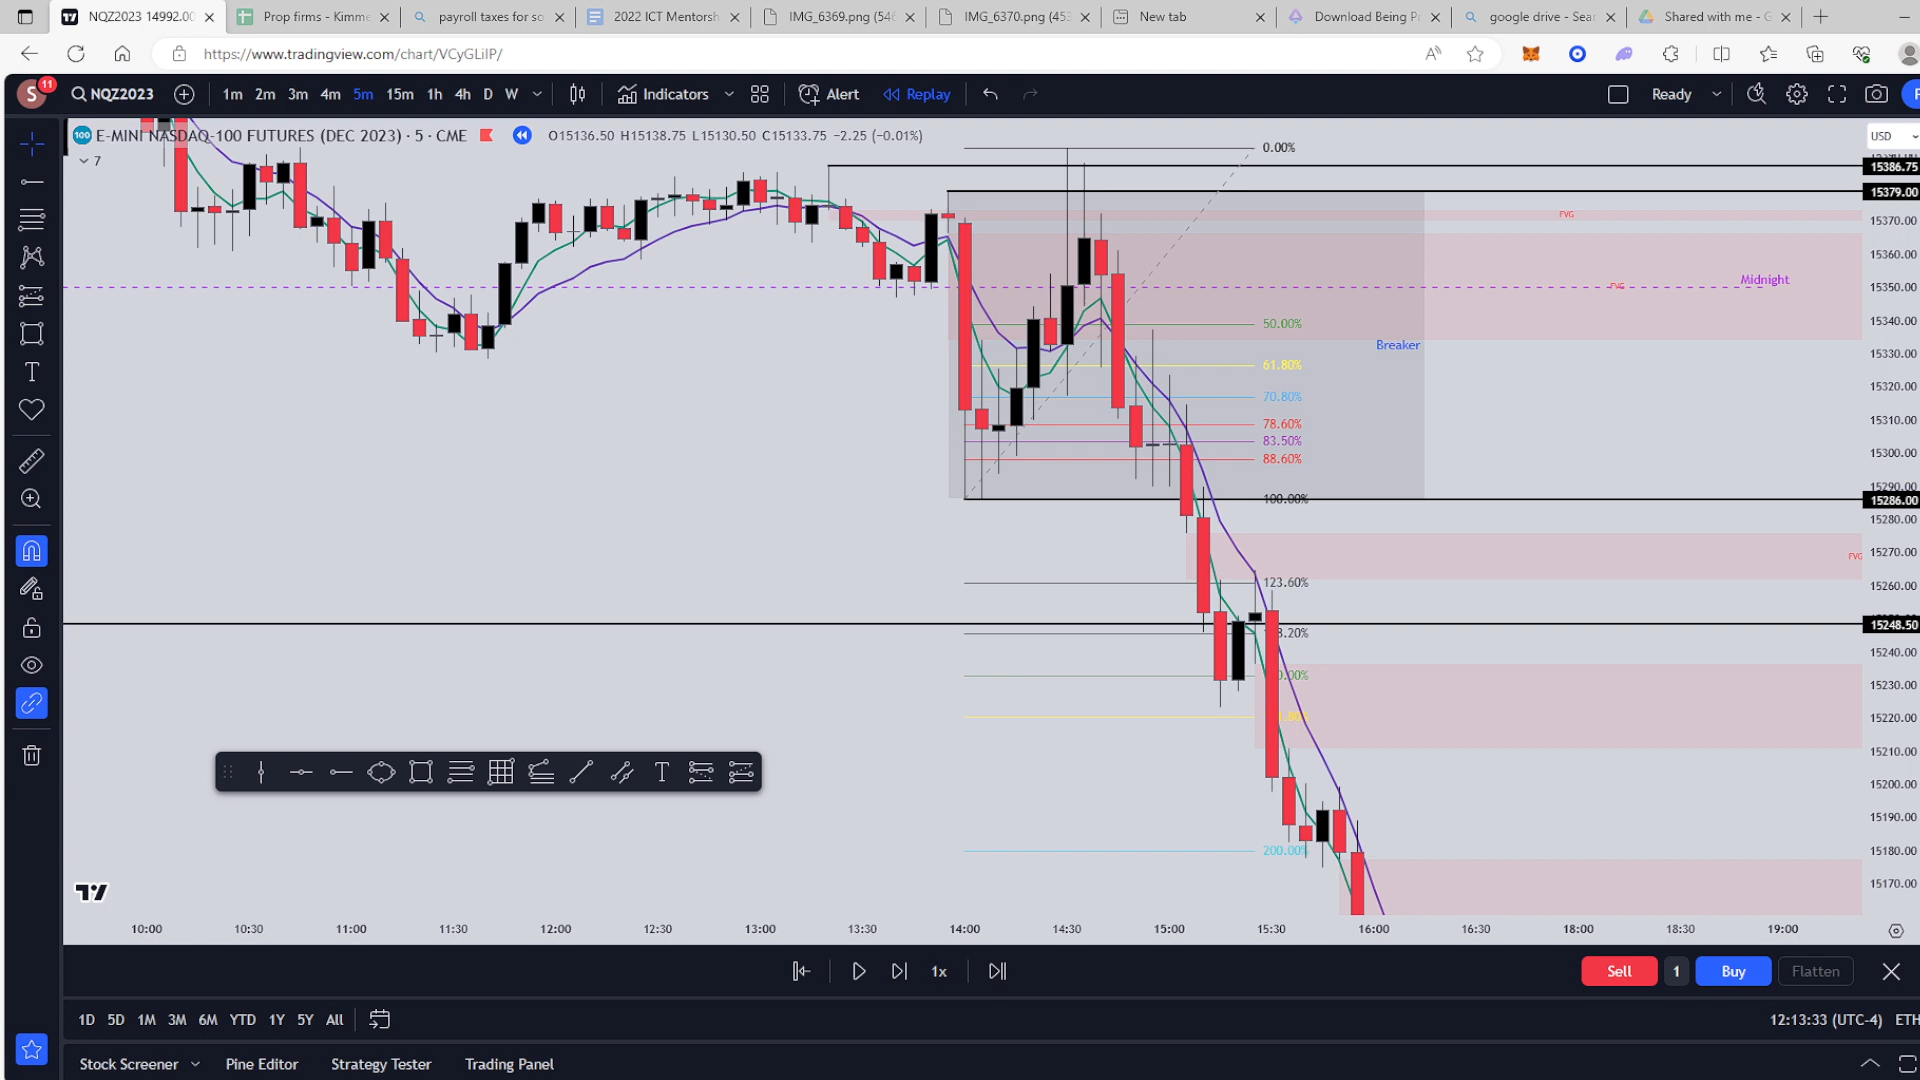 NQZ2023 14992.00
Prop firms - Kimme
payroll taxes for so
2022 ICT Mentorsh
IMG_6369.png (546
IMG_6370.png (453
New tab
Download Being P
google drive - Sear
Shared with me - G
https://www.tradingview.com/chart/VCyGLiIP/
S 11 NQZ2023 1m 2m 3m 4m 5m 15m 1h 4h D W Indicators Alert Replay Ready
100 E-MINI NASDAQ-100 FUTURES (DEC 2023) · 5 · CME O15136.50 H15138.75 L15130.50 C15133.75 −2.25 (−0.01%)
USD
7
0.00%
15386.75
15379.00
FVG
15370.00
15360.00
Midnight
FVG
15350.00
50.00%
15340.00
Breaker
15330.00
61.80%
15320.00
70.80%
15310.00
78.60%
83.50%
15300.00
88.60%
15290.00
100.00%
15286.00
15280.00
15270.00
FVG
15260.00
123.60%
15248.50
15240.00
15230.00
15220.00
15210.00
15200.00
15190.00
15180.00
200.00%
15170.00
10:00 10:30 11:00 11:30 12:00 12:30 13:00 13:30 14:00 14:30 15:00 15:30 16:00 16:30 18:00 18:30 19:00
1x
Sell 1 Buy Flatten
1D 5D 1M 3M 6M YTD 1Y 5Y All
12:13:33 (UTC-4) ETH
Stock Screener Pine Editor Strategy Tester Trading Panel